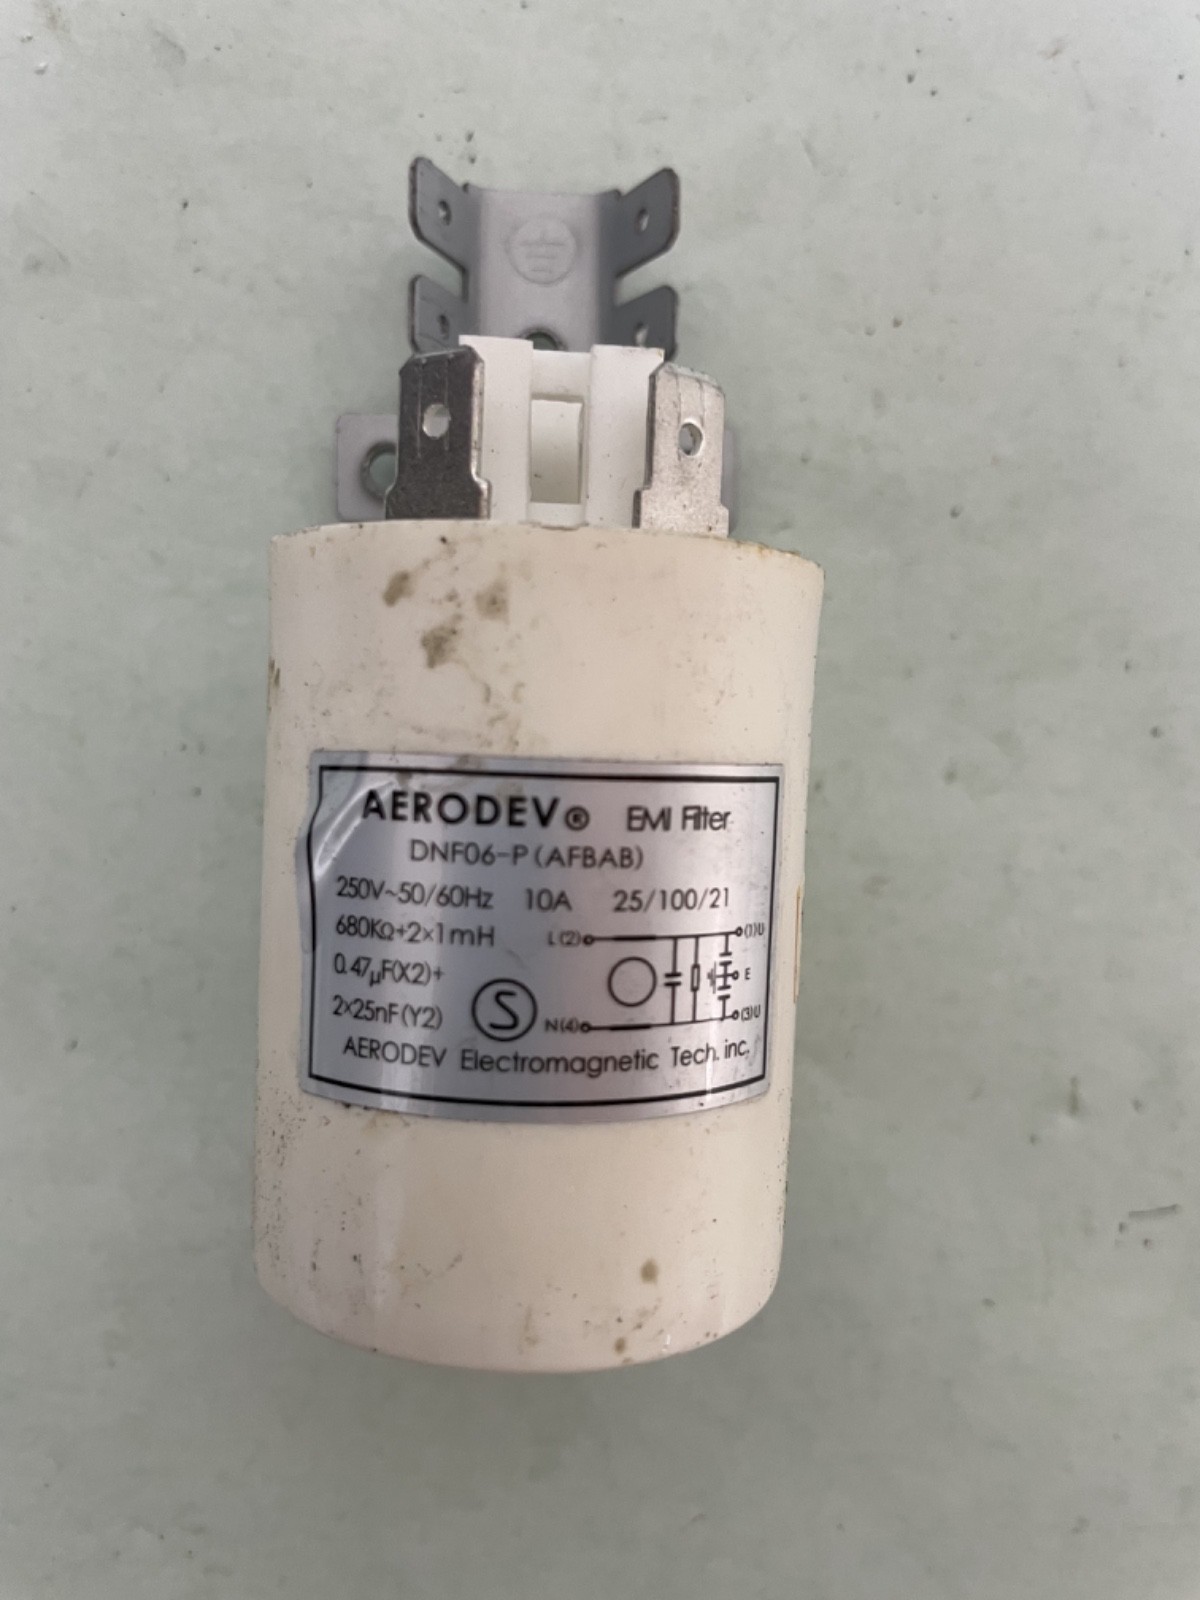 AERODEV® EMI Filter
DNF06-P (AFBAB)
250V~50/60Hz 10A 25/100/21
680KΩ+2×1mH
0.47μF(X2)+
2×25nF(Y2)
L(2) (1)U
E
N(4) (3)U
S
AERODEV Electromagnetic Tech. inc.